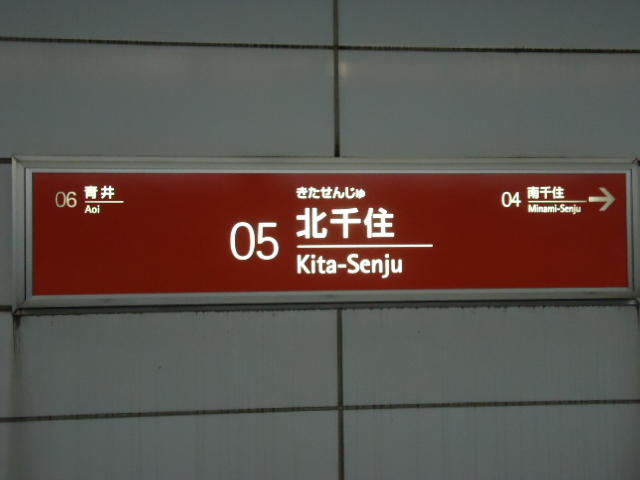 06 青井
Aoi
きたせんじゅ
05 北千住
Kita-Senju
04 南千住
Minami-Senju